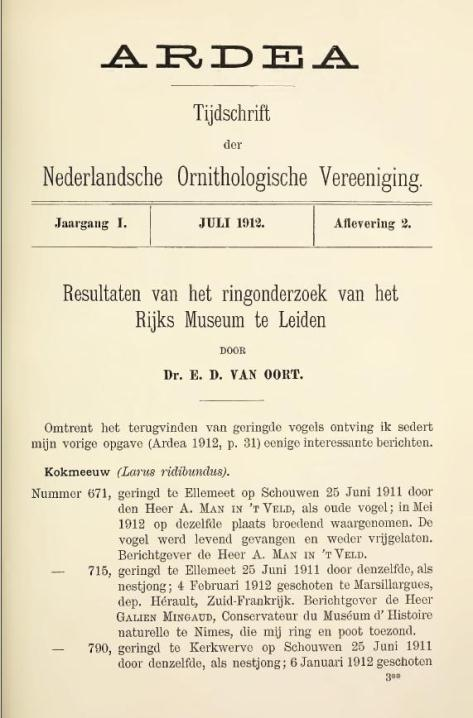 ARDEA
Tijdschrift
der
Nederlandsche Ornithologische Vereeniging.
Jaargang I. JULI 1912. Aflevering 2.
Resultaten van het ringonderzoek van het
Rijks Museum te Leiden
DOOR
Dr. E. D. VAN OORT.
Omtrent het terugvinden van geringde vogels ontving ik sedert
mijn vorige opgave (Ardea 1912, p. 31) eenige interessante berichten.
Kokmeeuw (Larus ridibundus).
Nummer 671, geringd te Ellemeet op Schouwen 25 Juni 1911 door
den Heer A. MAN IN 'T VELD, als oude vogel; in Mei
1912 op dezelfde plaats broedend waargenomen. De
vogel werd levend gevangen en weder vrijgelaten.
Berichtgever de Heer A. MAN IN 'T VELD.
— 715, geringd te Ellemeet 25 Juni 1911 door denzelfde, als
nestjong; 4 Februari 1912 geschoten te Marsillargues,
dep. Hérault, Zuid-Frankrijk. Berichtgever de Heer
GALIEN MINGAUD, Conservateur du Muséum d' Histoire
naturelle te Nimes, die mij ring en poot toezond.
— 790, geringd te Kerkwerve op Schouwen 25 Juni 1911
door denzelfde, als nestjong; 6 Januari 1912 geschoten
3**